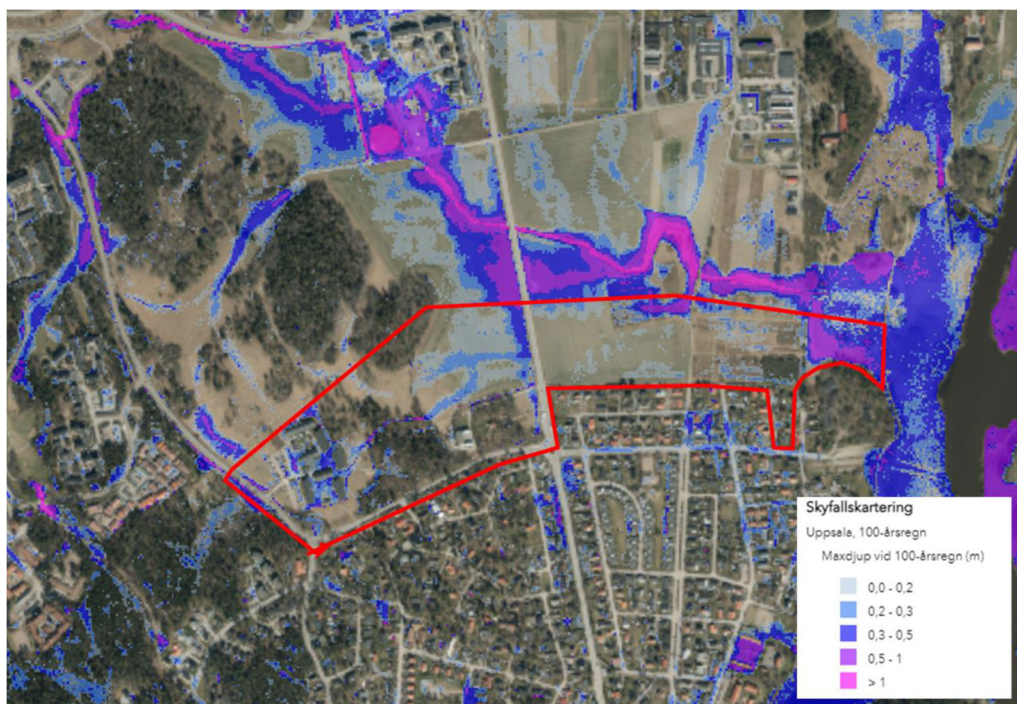 Skyfallskartering
Uppsala, 100-årsregn
Maxdjup vid 100-årsregn (m)
0,0 - 0,2
0,2 - 0,3
0,3 - 0,5
0,5 - 1
> 1